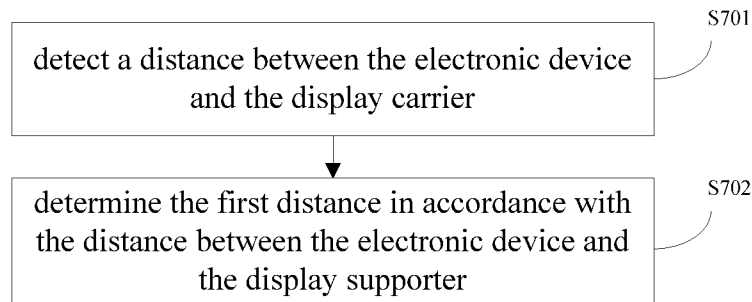 S701
detect a distance between the electronic device
and the display carrier
S702
determine the first distance in accordance with
the distance between the electronic device and
the display supporter